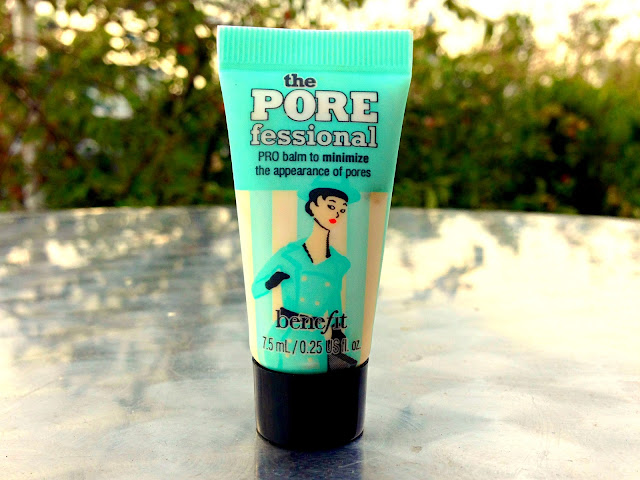 the
PORE
fessional
PRO balm to minimize
the appearance of pores
benefit
7.5 mL / 0.25 US fl. oz.